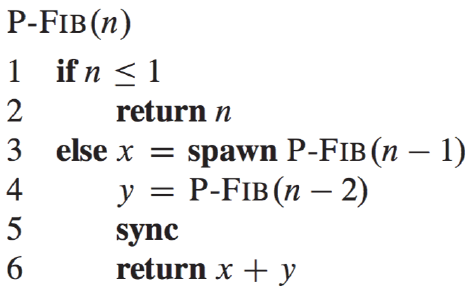 P-FIB(n)
1 if n ≤ 1
2 return n
3 else x = spawn P-FIB(n − 1)
4 y = P-FIB(n − 2)
5 sync
6 return x + y